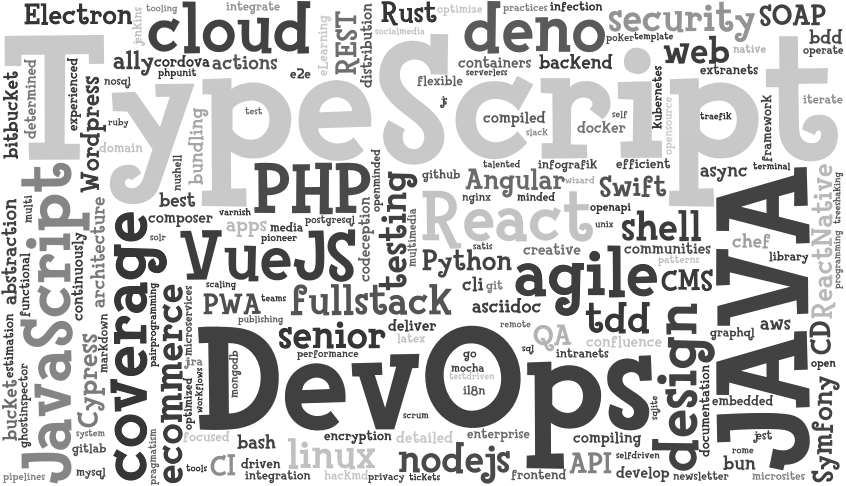 Electron
tooling
jenkins
cloud
integrate
eLearning
REST
distribution
Rust
socialmedia
optimize
practices
infection
deno
pokertemplate
security
SOAP
bdd
web
native
operate
ally
cordova
actions
phpunit
e2e
containers
serverless
backend
extranets
flexible
TypeScript
bitbucket
determined
experienced
nosql
Wordpress
ruby
domain
bundling
test
compiled
slack
docker
self
Kubernetes
opensource
traefik
framework
iterate
nushell
best
composer
varnish
PHP
openminded
postgresql
github
talented
infografik
efficient
Angular
wizard
nginx
minded
Swift
openapi
async
terminal
treeshaking
programming
JavaScript
abstraction
functional
multi
continuously
architecture
coverage
solr
apps
media
pioneer
codeception
testing
multimedia
React
unix
shell
JAVA
chef
library
ReactNative
VueJS
satis
creative
communities
patterns
Python
cli
git
agile
CMS
scaling
PWA
teams
publishing
fullstack
asciidoc
tdd
graphql
aws
CD
open
bucket
estimation
ghostinspector
Cypress
markdown
pairprogramming
ecommerce
microservices
jira
optimized
workflows
mongodb
senior
deliver
latex
performance
remote
QA
sql
confluence
intranets
design
DevOps
go
mocha
testdriven
i18n
scrum
sqlite
documentation
embedded
Symfony
system
gitlab
mysql
pipelines
pragmatism
focused
tools
CI
bash
driven
integration
encryption
linux
hackMd
detailed
privacy
tickets
enterprise
nodejs
frontend
compiling
API
selfdriven
develop
newsletter
jest
rome
bun
microsites